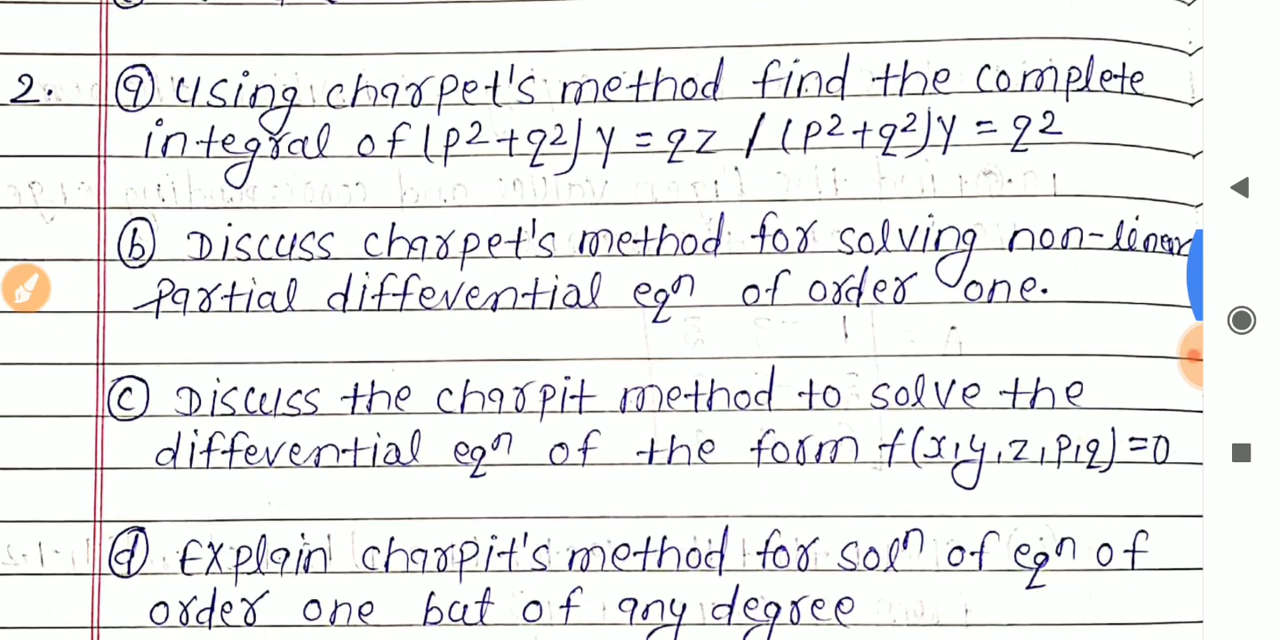 2. (a) Using charpet's method find the complete
integral of (p2+q2)y = qz / (p2+q2)y = q2
(b) Discuss charpet's method for solving non-linear
partial differential eqn of order one.
(c) Discuss the charpit method to solve the
differential eqn of the form f(x,y,z,p,q)=0
(d) Explain charpit's method for soln of eqn of
order one but of any degree